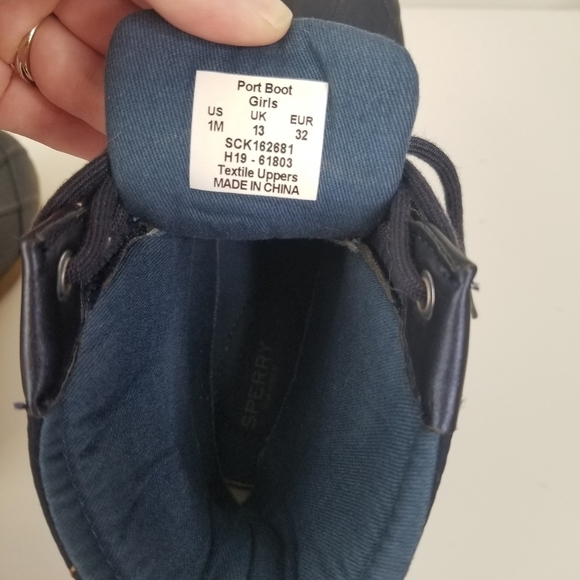 Port Boot
Girls
US UK EUR
1M 13 32
SCK162681
H19 - 61803
Textile Uppers
MADE IN CHINA
SPERRY